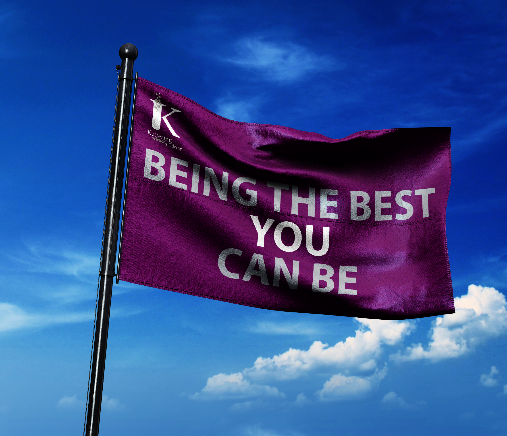 K
BEING THE BEST
YOU
CAN BE